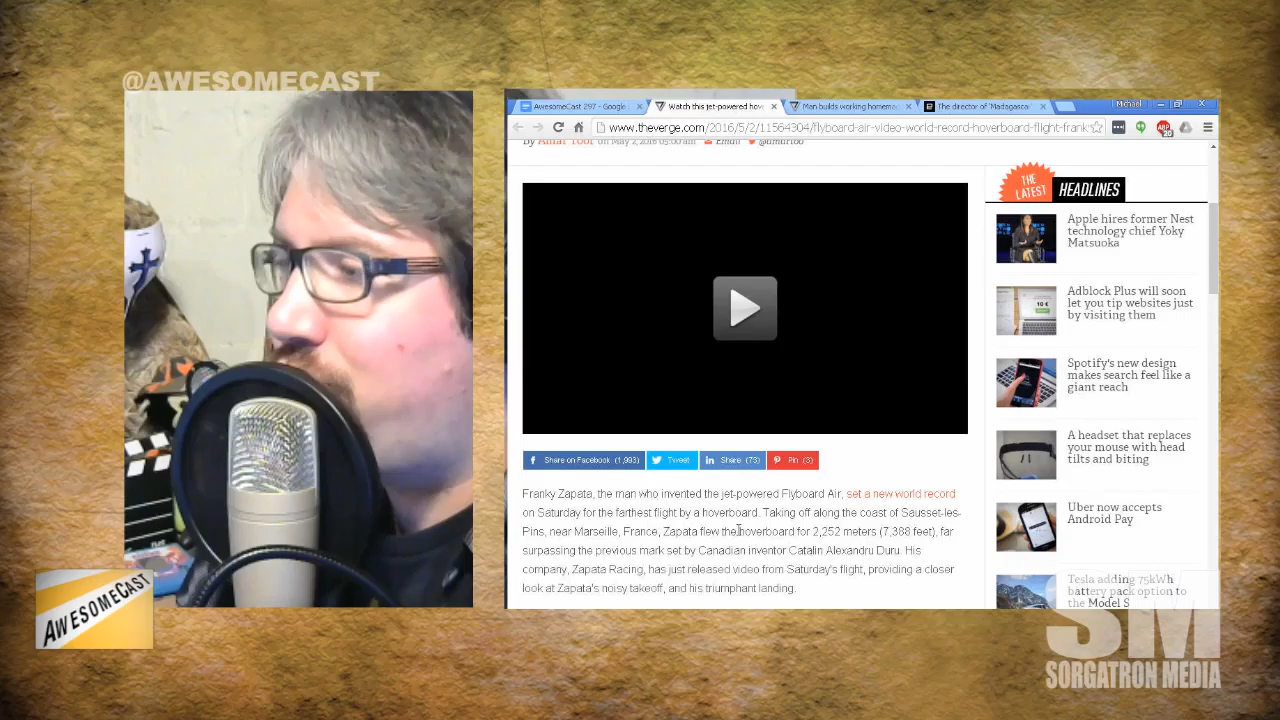 @AWESOMECAST
AwesomeCast 297 - Google
Watch this jet-powered hov
Man builds working homema
The director of 'Madagascar'
Michael
www.theverge.com/2016/5/2/11564304/flyboard-air-video-world-record-hoverboard-flight-frank
By Amar Toor on May 2, 2016 05:00 am Email @amartoo
THE LATEST HEADLINES
Apple hires former Nest
technology chief Yoky
Matsuoka
Adblock Plus will soon
let you tip websites just
by visiting them
Spotify's new design
makes search feel like a
giant reach
A headset that replaces
your mouse with head
tilts and biting
Uber now accepts
Android Pay
Tesla adding 75kWh
battery pack option to
the Model S
Share on Facebook (1,993) Tweet Share (73) Pin (3)
Franky Zapata, the man who invented the jet-powered Flyboard Air, set a new world record
on Saturday for the farthest flight by a hoverboard. Taking off along the coast of Sausset-les-
Pins, near Marseille, France, Zapata flew the hoverboard for 2,252 meters (7,388 feet), far
surpassing the previous mark set by Canadian inventor Catalin Alexandru Duru. His
company, Zapata Racing, has just released video from Saturday's flight, providing a closer
look at Zapata's noisy takeoff, and his triumphant landing.
AWESOMECAST
SM
SORGATRON MEDIA